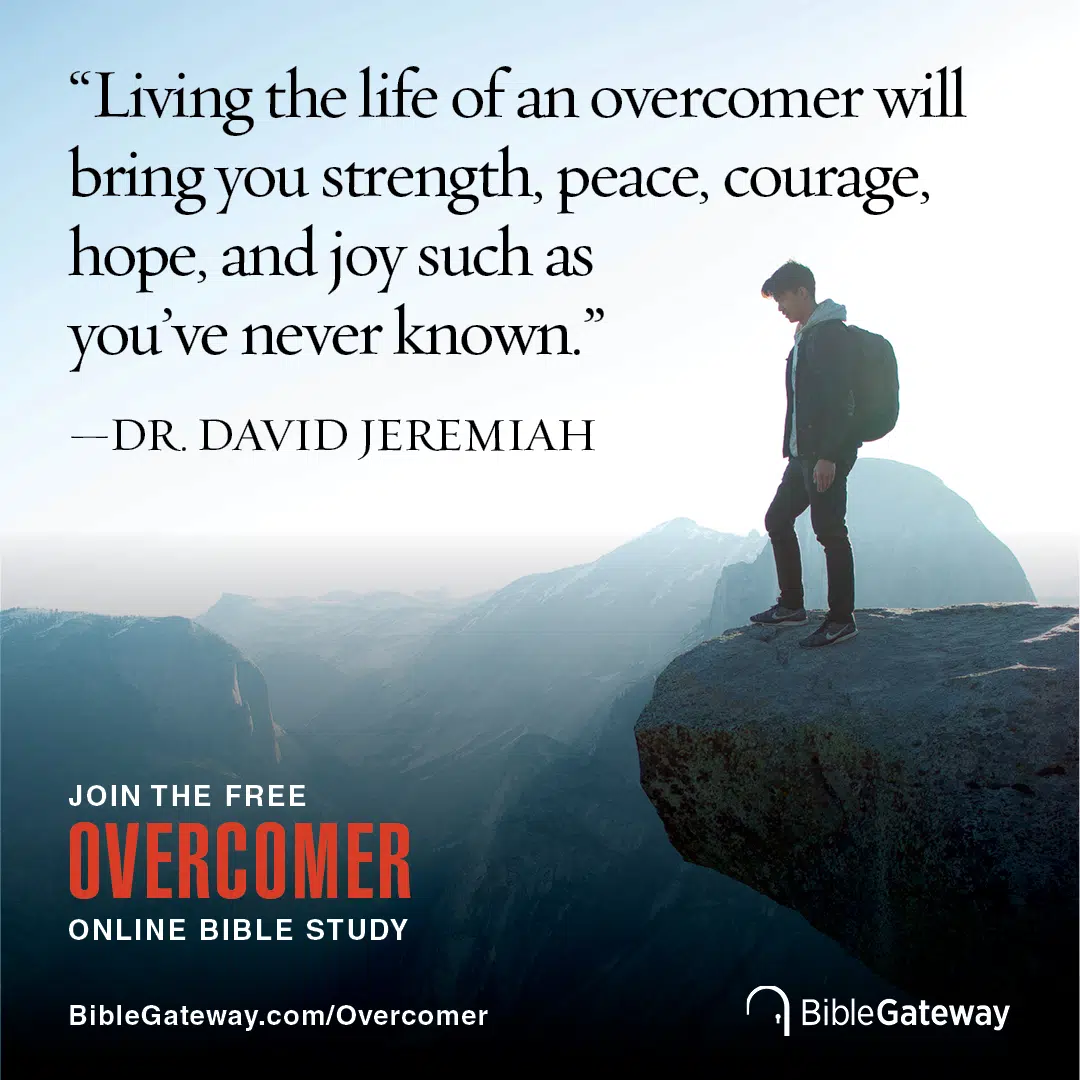 “Living the life of an overcomer will
bring you strength, peace, courage,
hope, and joy such as
you’ve never known.”
—DR. DAVID JEREMIAH
JOIN THE FREE
OVERCOMER
ONLINE BIBLE STUDY
BibleGateway.com/Overcomer
BibleGateway